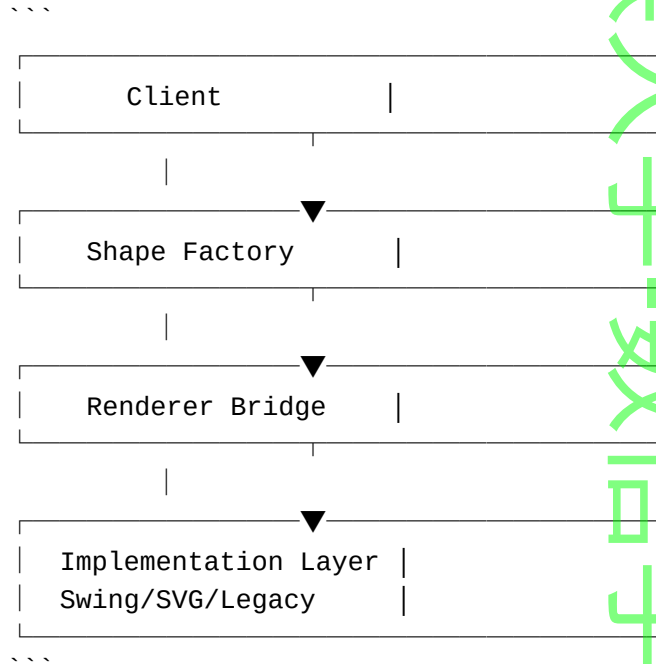 ```
Client
Shape Factory
Renderer Bridge
Implementation Layer
Swing/SVG/Legacy
```